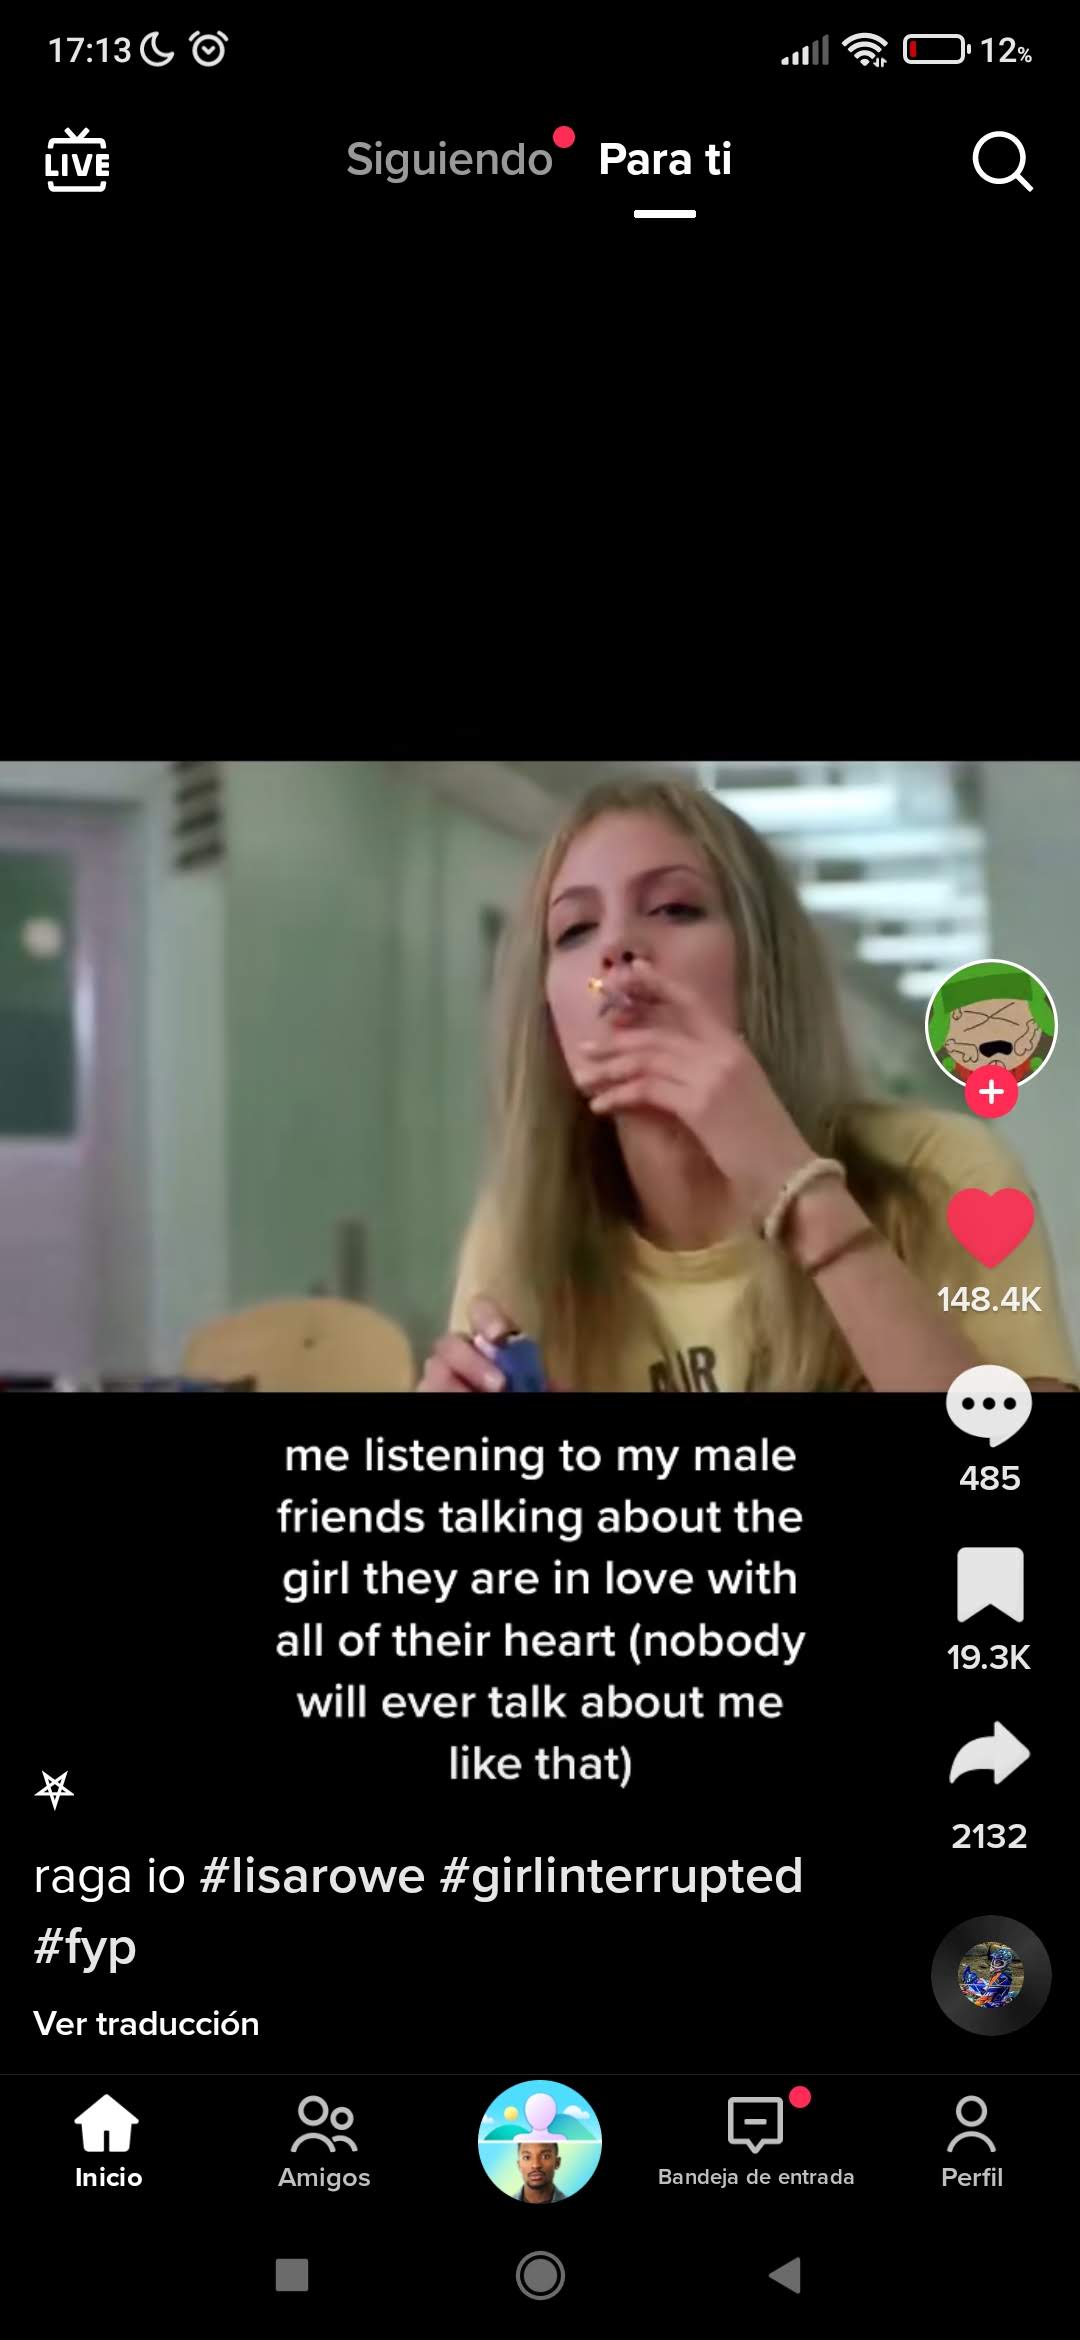 17:13
12%
LIVE
Siguiendo
Para ti
AIR
148.4K
me listening to my male
friends talking about the
girl they are in love with
all of their heart (nobody
will ever talk about me
like that)
485
19.3K
2132
raga io #lisarowe #girlinterrupted
#fyp
Ver traducción
Inicio
Amigos
Bandeja de entrada
Perfil